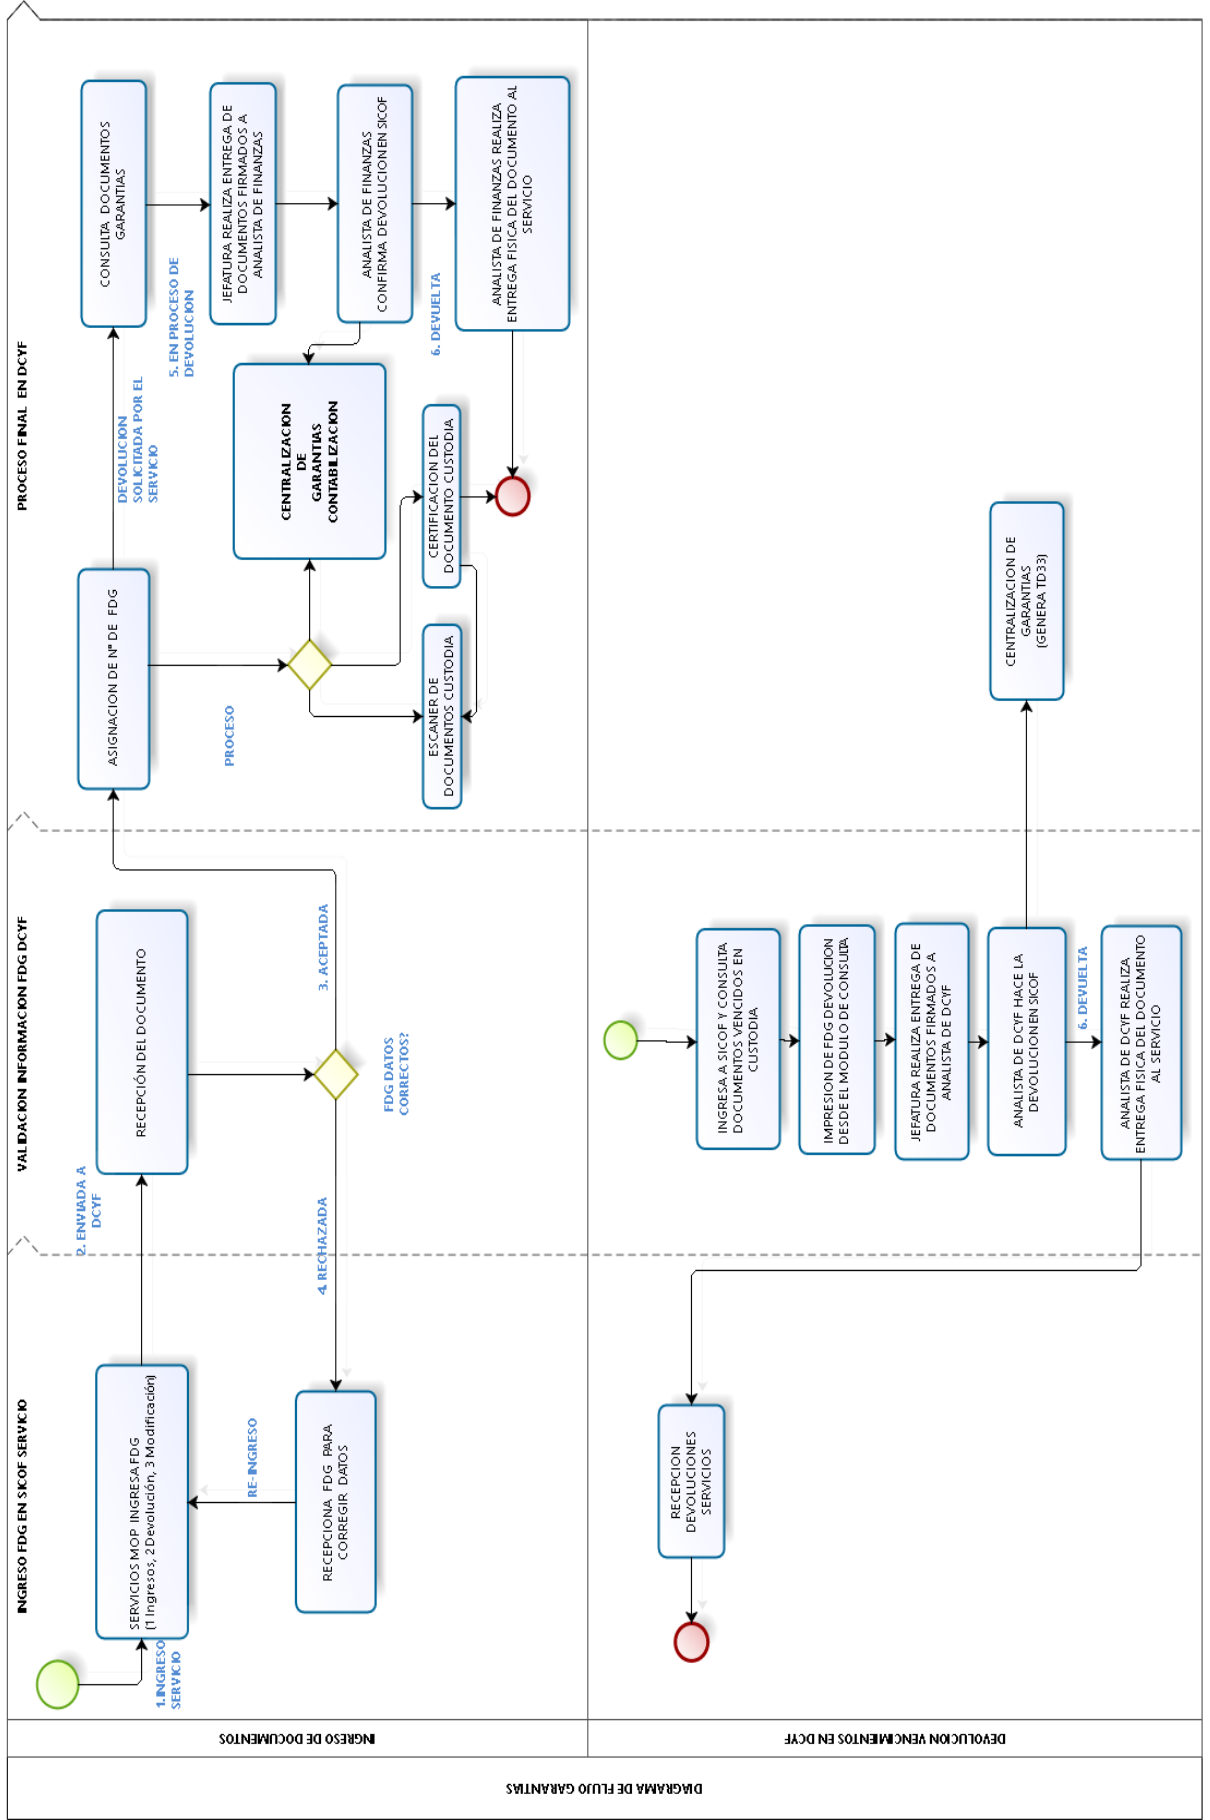 DIAGRAMA DE FLUJO GARANTIAS
INGRESO DE DOCUMENTOS
INGRESO FDG EN SICOF SERVICIO
VALIDACION INFORMACION FDG DCYF
PROCESO FINAL EN DCYF
1.INGRESO
SERVICIO
SERVICIOS MOP INGRESA FDG
(1 Ingresos, 2 Devolución, 3 Modificación)
2. ENVIADA A
DCYF
RECEPCIÓN DEL DOCUMENTO
FDG DATOS
CORRECTOS?
4. RECHAZADA
RECEPCIONA FDG PARA
CORREGIR DATOS
RE-INGRESO
3. ACEPTADA
ASIGNACION DE Nº DE FDG
DEVOLUCION
SOLICITADA POR EL
SERVICIO
CONSULTA DOCUMENTOS
GARANTIAS
5. EN PROCESO DE
DEVOLUCION
JEFATURA REALIZA ENTREGA DE
DOCUMENTOS FIRMADOS A
ANALISTA DE FINANZAS
ANALISTA DE FINANZAS
CONFIRMA DEVOLUCION EN SICOF
6. DEVUELTA
ANALISTA DE FINANZAS REALIZA
ENTREGA FISICA DEL DOCUMENTO AL
SERVICIO
PROCESO
CENTRALIZACION
DE
GARANTIAS
CONTABILIZACION
ESCANER DE
DOCUMENTOS CUSTODIA
CERTIFICACION DEL
DOCUMENTO CUSTODIA
DEVOLUCION VENCIMIENTOS EN DCYF
INGRESA A SICOF Y CONSULTA
DOCUMENTOS VENCIDOS EN
CUSTODIA
IMPRESION DE FDG DEVOLUCION
DESDE EL MODULO DE CONSULTA
JEFATURA REALIZA ENTREGA DE
DOCUMENTOS FIRMADOS A
ANALISTA DE DCYF
ANALISTA DE DCYF HACE LA
DEVOLUCION EN SICOF
CENTRALIZACION DE
GARANTIAS
(GENERA TD33)
6. DEVUELTA
ANALISTA DE DCYF REALIZA
ENTREGA FISICA DEL DOCUMENTO
AL SERVICIO
RECEPCION
DEVOLUCIONES
SERVICIOS